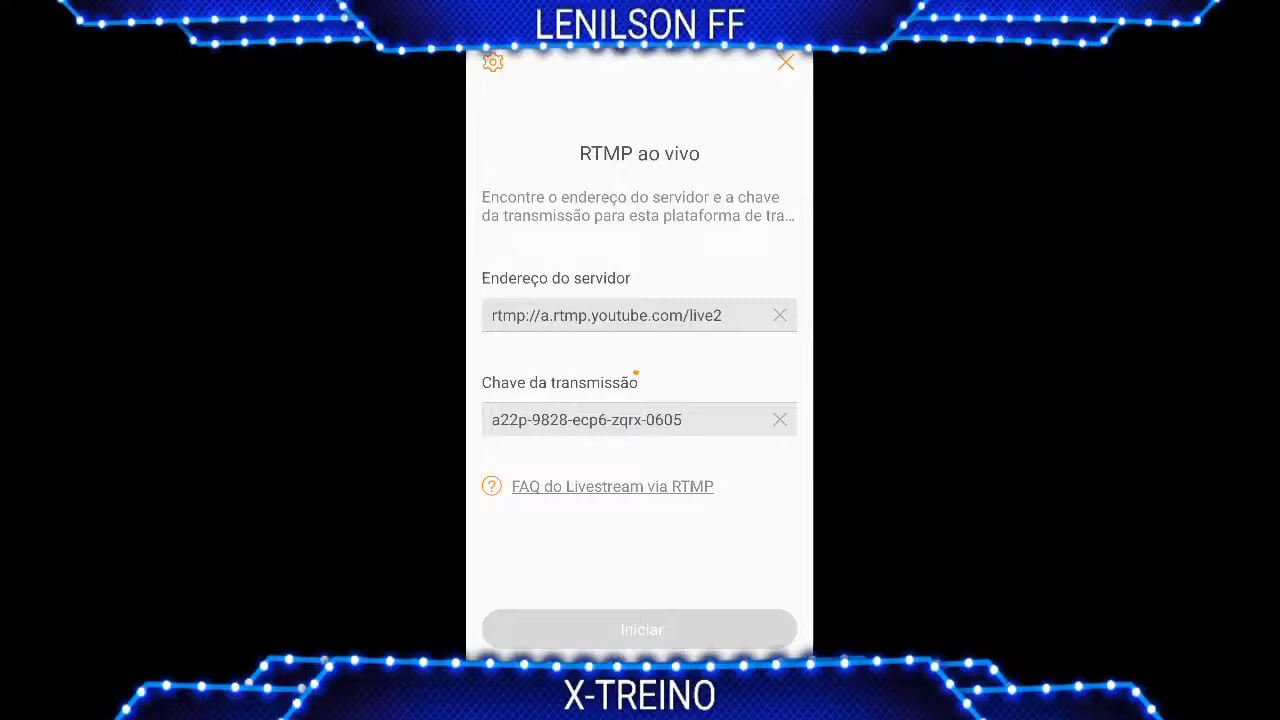 LENILSON FF
RTMP ao vivo
Encontre o endereço do servidor e a chave
da transmissão para esta plataforma de tra...
Endereço do servidor
rtmp://a.rtmp.youtube.com/live2
Chave da transmissão
a22p-9828-ecp6-zqrx-0605
FAQ do Livestream via RTMP
Iniciar
X-TREINO